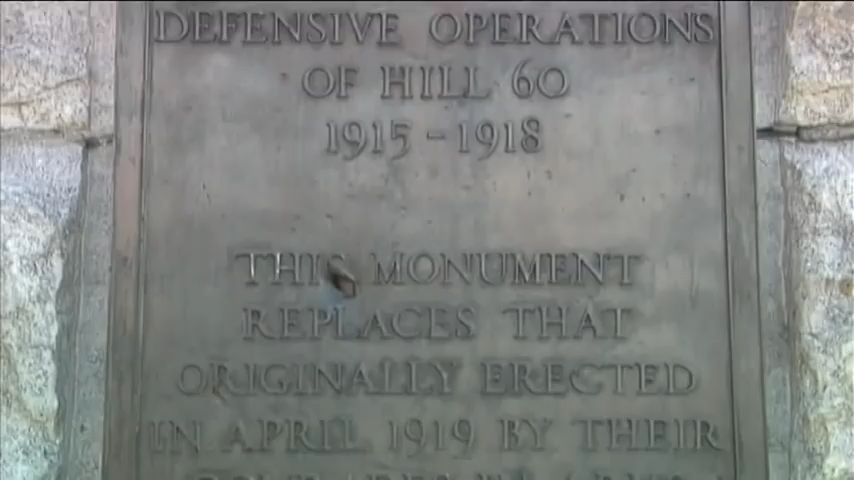 DEFENSIVE OPERATIONS
OF HILL 60
1915-1918
THIS MONUMENT
REPLACES THAT
ORIGINALLY ERECTED
IN APRIL 1919 BY THEIR